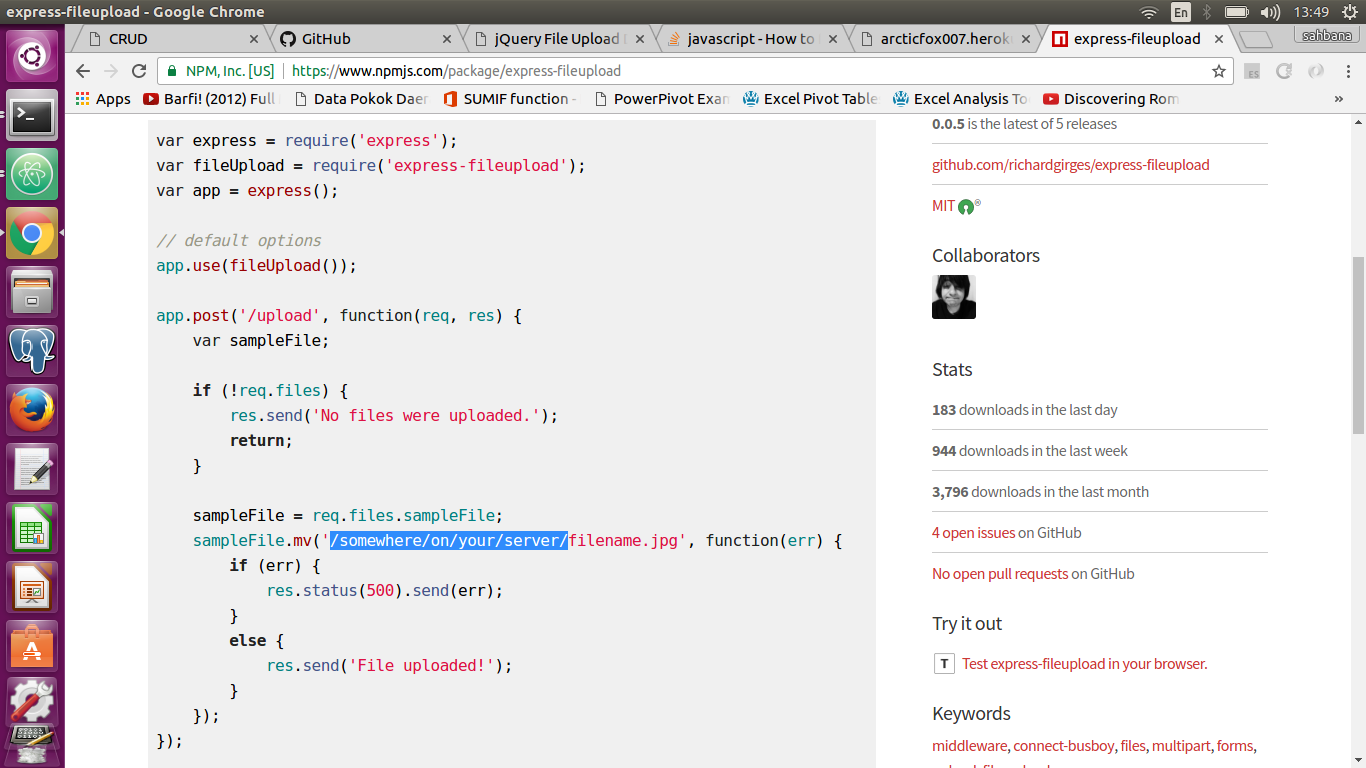 express-fileupload - Google Chrome
En
13:49
CRUD
GitHub
jQuery File Upload
javascript - How to
arcticfox007.herok
express-fileupload
sahbana
NPM, Inc. [US]
https://www.npmjs.com/package/express-fileupload
ES
Apps
Barfi! (2012) Full
Data Pokok Daer
SUMIF function -
PowerPivot Exar
Excel Pivot Table
Excel Analysis To
Discovering Rom
»
var express = require('express');
var fileUpload = require('express-fileupload');
var app = express();
// default options
app.use(fileUpload());
app.post('/upload', function(req, res) {
var sampleFile;
if (!req.files) {
res.send('No files were uploaded.');
return;
}
sampleFile = req.files.sampleFile;
sampleFile.mv('/somewhere/on/your/server/filename.jpg', function(err) {
if (err) {
res.status(500).send(err);
}
else {
res.send('File uploaded!');
}
});
});
0.0.5 is the latest of 5 releases
github.com/richardgirges/express-fileupload
MIT ®
Collaborators
Stats
183 downloads in the last day
944 downloads in the last week
3,796 downloads in the last month
4 open issues on GitHub
No open pull requests on GitHub
Try it out
T Test express-fileupload in your browser.
Keywords
middleware, connect-busboy, files, multipart, forms,